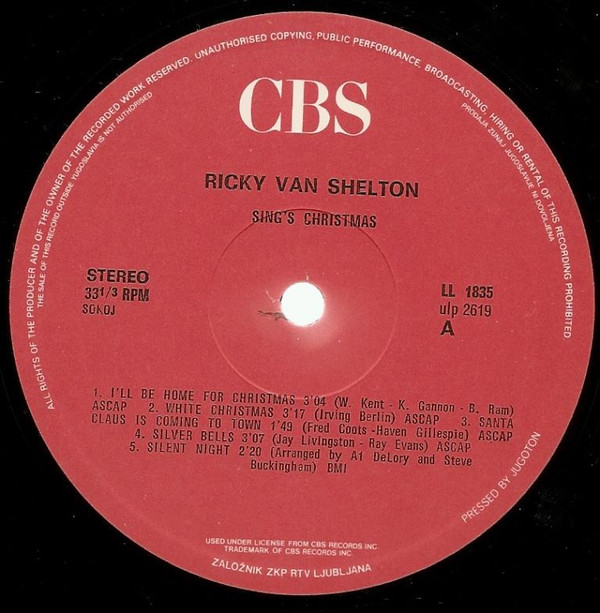 ALL RIGHTS OF THE PRODUCER AND OF THE OWNER OF THE RECORDED WORK RESERVED. UNAUTHORISED COPYING, PUBLIC PERFORMANCE, BROADCASTING, HIRING OR RENTAL OF THIS RECORDING PROHIBITED.
THE SALE OF THIS RECORD OUTSIDE YUGOSLAVIA IS NOT AUTHORISED
PRODAJA ZUNAJ JUGOSLAVIJE NI DOVOLJENA
CBS
RICKY VAN SHELTON
SING'S CHRISTMAS
STEREO
33 1/3 RPM
SOKOJ
LL 1835
ulp 2619
A
1. I'LL BE HOME FOR CHRISTMAS 3'04 (W. Kent - K. Gannon - B. Ram)
ASCAP 2. WHITE CHRISTMAS 3'17 (Irving Berlin) ASCAP 3. SANTA
CLAUS IS COMING TO TOWN 1'49 (Fred Coots -Haven Gillespie) ASCAP
4. SILVER BELLS 3'07 (Jay Livingston - Ray Evans) ASCAP
5. SILENT NIGHT 2'20 (Arranged by A1 DeLory and Steve
Buckingham) BMI
PRESSED BY JUGOTON
USED UNDER LICENSE FROM CBS RECORDS INC.
TRADEMARK OF CBS RECORDS INC.
ZALOŽNIK ZKP RTV LJUBLJANA